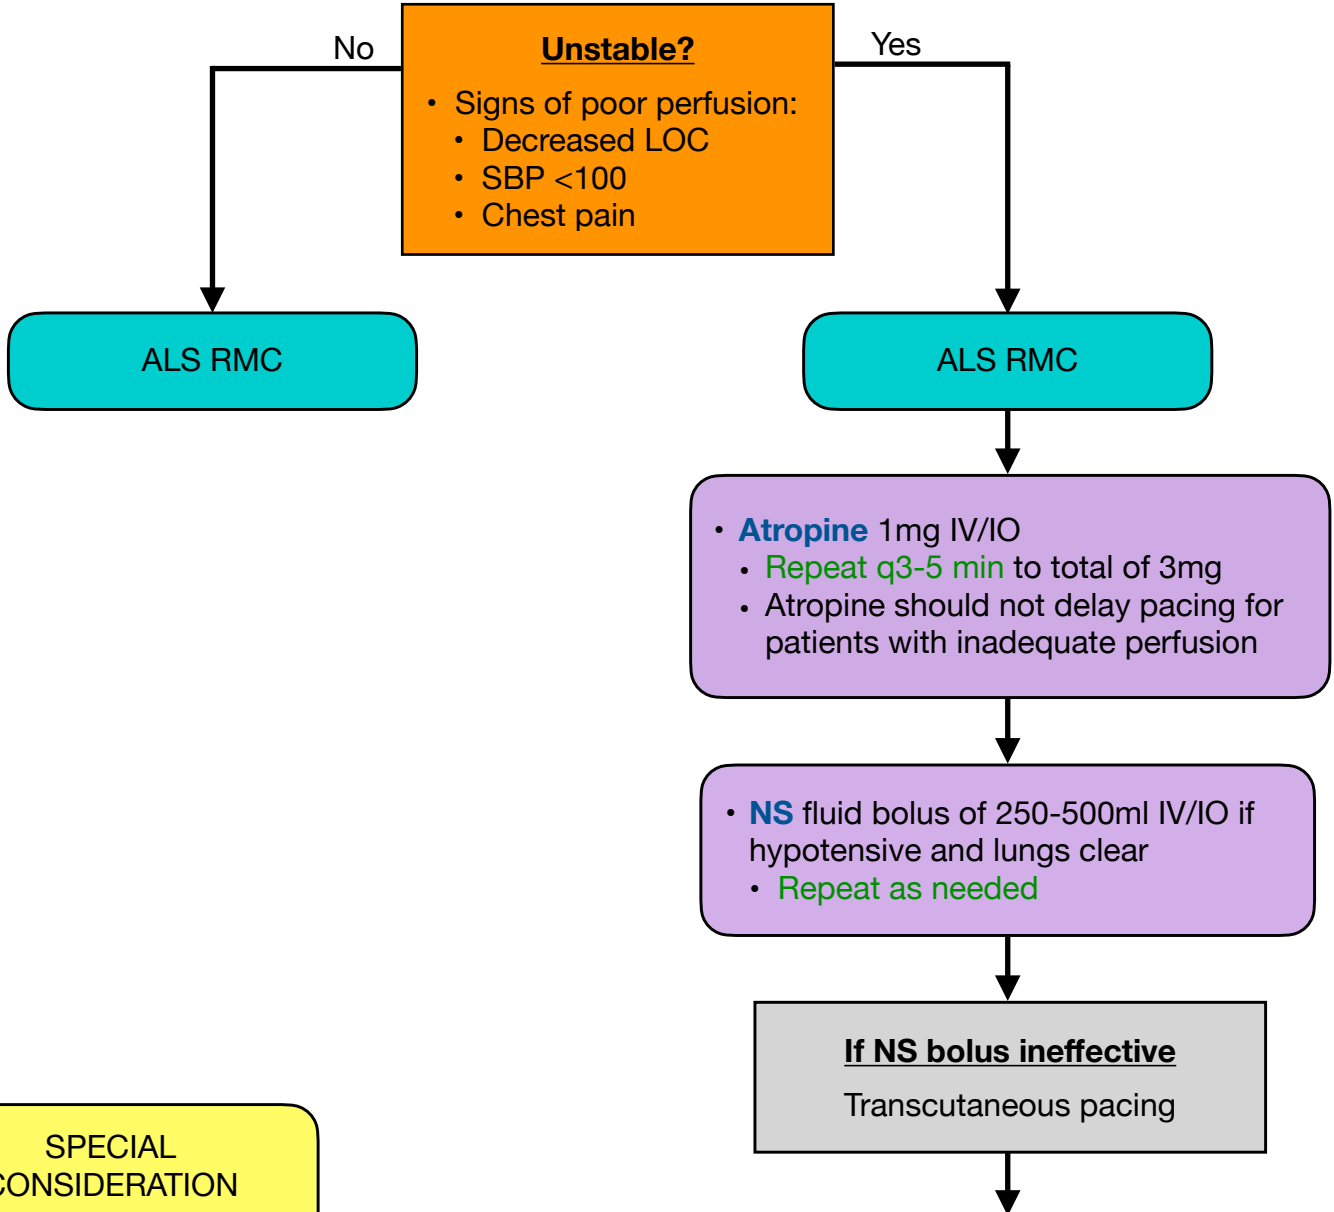 No
Unstable?
Yes
• Signs of poor perfusion:
• Decreased LOC
• SBP <100
• Chest pain
ALS RMC
ALS RMC
• Atropine 1mg IV/IO
• Repeat q3-5 min to total of 3mg
• Atropine should not delay pacing for
patients with inadequate perfusion
• NS fluid bolus of 250-500ml IV/IO if
hypotensive and lungs clear
• Repeat as needed
If NS bolus ineffective
Transcutaneous pacing
SPECIAL
CONSIDERATION